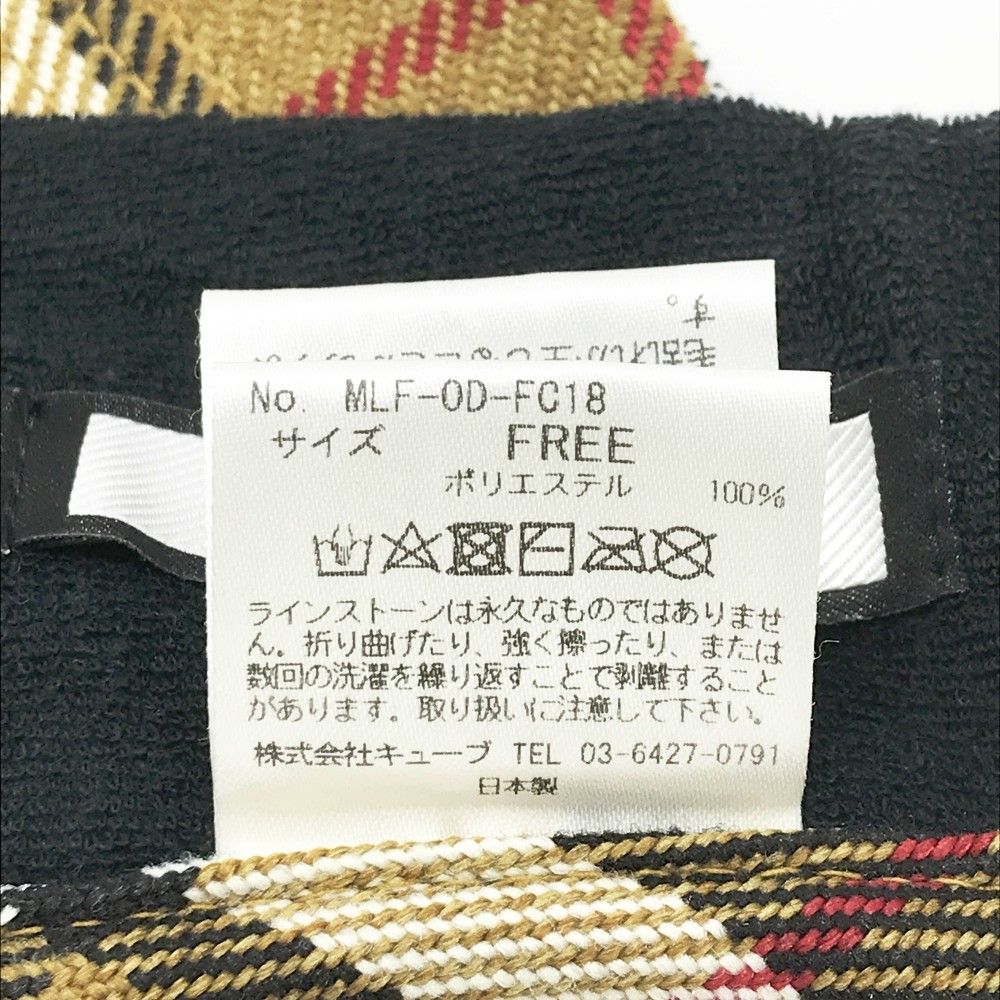 No. MLF-OD-FC18
サイズ FREE
ポリエステル 100%
ラインストーンは永久なものではありませ
ん。折り曲げたり、強く擦ったり、または
数回の洗濯を繰り返すことで剥離すること
があります。取り扱いにご注意して下さい。
株式会社キューブ TEL 03-6427-0791
日本製